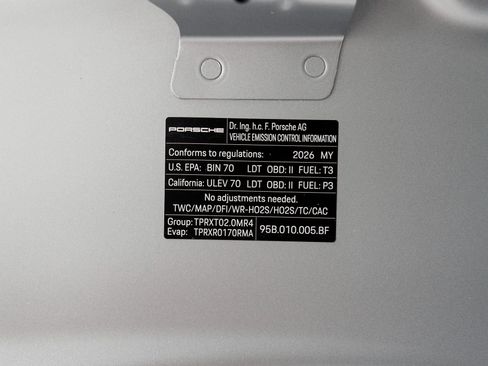 PORSCHE
Dr. Ing. h.c. F. Porsche AG
VEHICLE EMISSION CONTROL INFORMATION
Conforms to regulations: 2026 MY
U.S. EPA: BIN 70 LDT OBD: II FUEL: T3
California: ULEV 70 LDT OBD: II FUEL: P3
No adjustments needed.
TWC/MAP/DFI/WR-HO2S/HO2S/TC/CAC
Group: TPRXT02.0MR4
Evap: TPRXR0170RMA
95B.010.005.BF